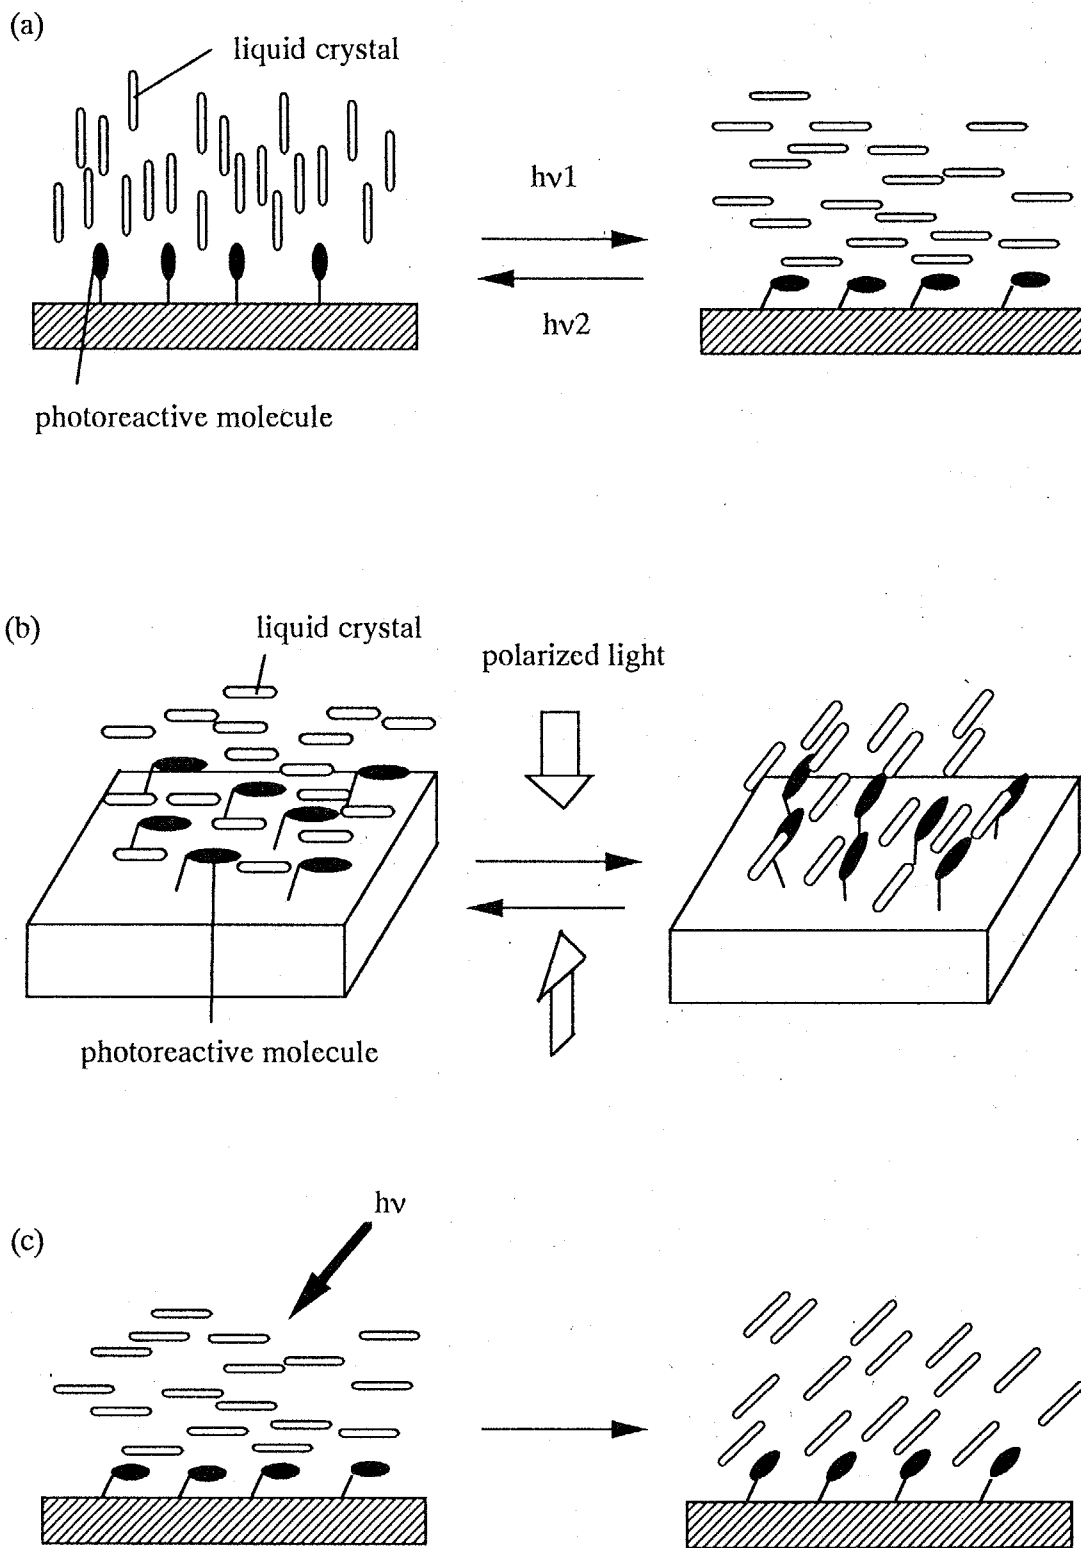 (a)
liquid crystal
hν1
hν2
photoreactive molecule
(b)
liquid crystal
polarized light
photoreactive molecule
(c)
hν